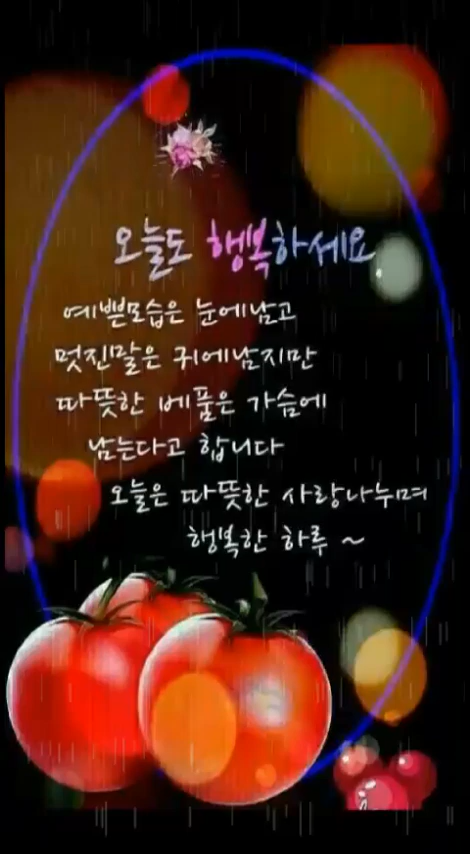 오늘도 행복하세요
예쁜모습은 눈에남고
멋진말은 귀에남지만
따뜻한 베품은 가슴에
남는다고 합니다
오늘은 따뜻한 사랑나누며
행복한 하루 ~